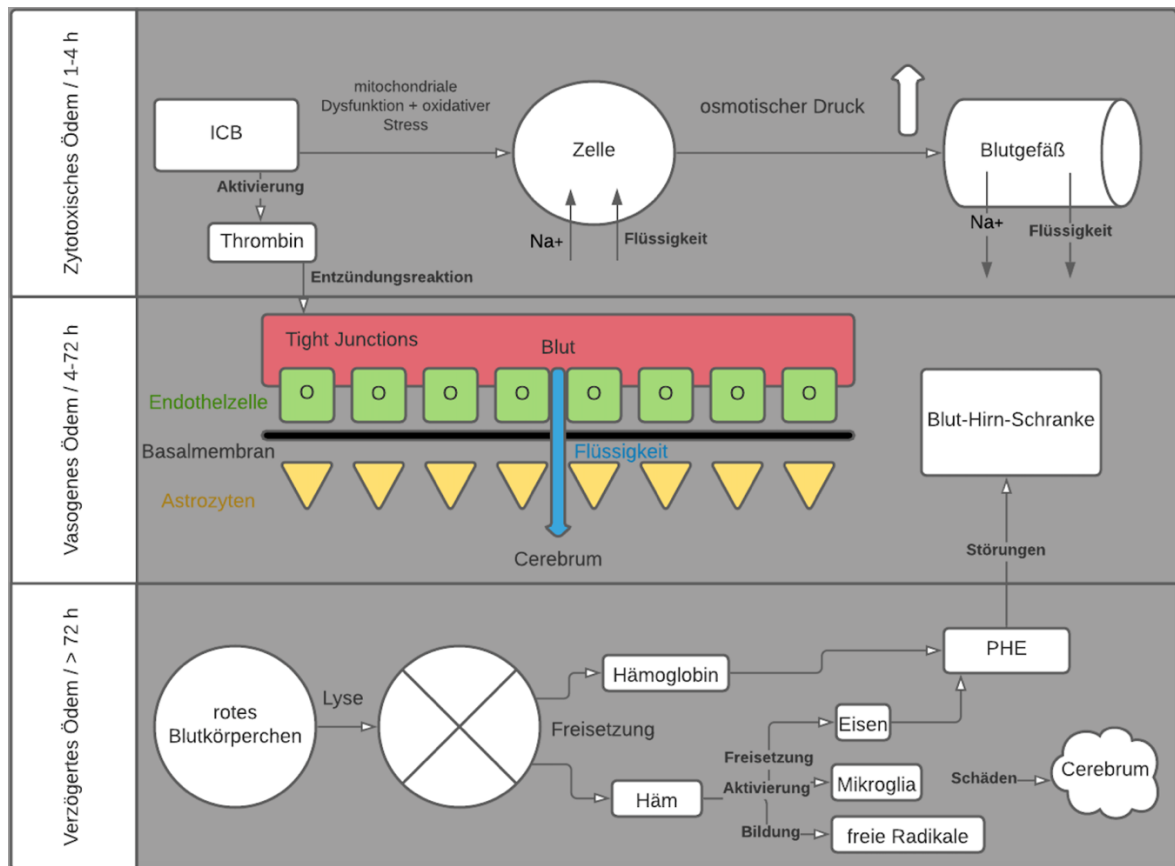 Zytotoxisches Ödem / 1-4 h
ICB
mitochondriale
Dysfunktion + oxidativer
Stress
Zelle
osmotischer Druck
Blutgefäß
Aktivierung
Thrombin
Na+
Flüssigkeit
Na+
Flüssigkeit
Entzündungsreaktion
Vasogenes Ödem / 4-72 h
Tight Junctions
Blut
O O O O O O O O
Endothelzelle
Basalmembran
Flüssigkeit
Astrozyten
Cerebrum
Blut-Hirn-Schranke
Störungen
Verzögertes Ödem / > 72 h
rotes
Blutkörperchen
Lyse
Freisetzung
Hämoglobin
PHE
Häm
Freisetzung
Aktivierung
Bildung
Eisen
Mikroglia
freie Radikale
Schäden
Cerebrum